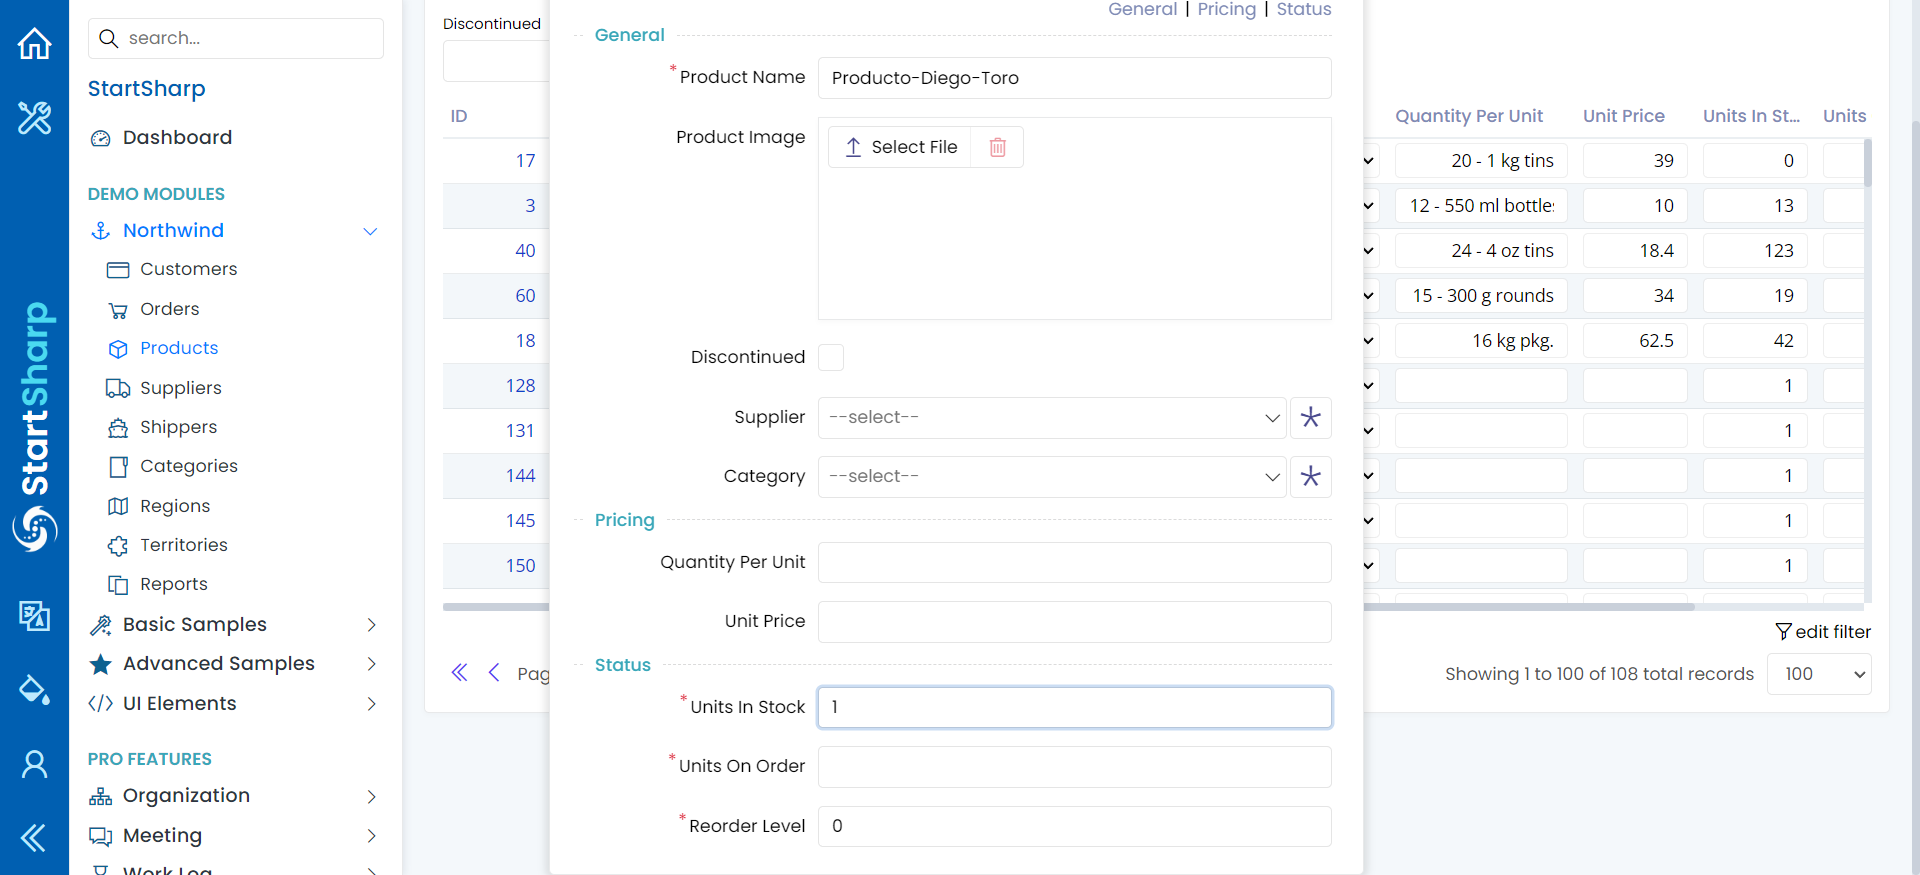 StartSharp
search...
StartSharp
Dashboard
DEMO MODULES
Northwind
Customers
Orders
Products
Suppliers
Shippers
Categories
Regions
Territories
Reports
Basic Samples
Advanced Samples
UI Elements
PRO FEATURES
Organization
Meeting
Work Log
Discontinued
ID
17
3
40
60
18
128
131
144
145
150
Pag
General | Pricing | Status
General
*Product Name Producto-Diego-Toro
Product Image Select File
Discontinued
Supplier --select--
Category --select--
Pricing
Quantity Per Unit
Unit Price
Status
*Units In Stock 1
*Units On Order
*Reorder Level 0
Quantity Per Unit Unit Price Units In St... Units
20 - 1 kg tins 39 0
12 - 550 ml bottles 10 13
24 - 4 oz tins 18.4 123
15 - 300 g rounds 34 19
16 kg pkg. 62.5 42
1
1
1
1
1
edit filter
Showing 1 to 100 of 108 total records 100